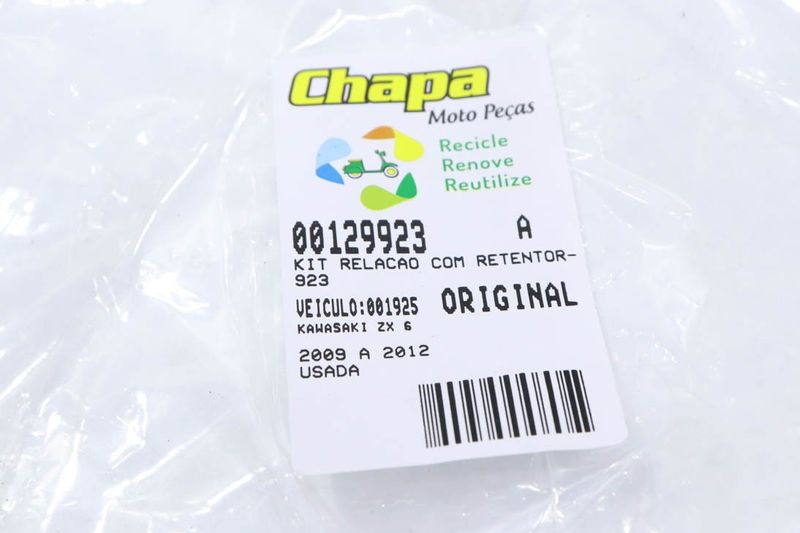 Chapa
Moto Peças
Recicle
Renove
Reutilize
00129923 A
KIT RELACAO COM RETENTOR-
923
VEICULO:001925 ORIGINAL
KAWASAKI ZX 6
2009 A 2012
USADA